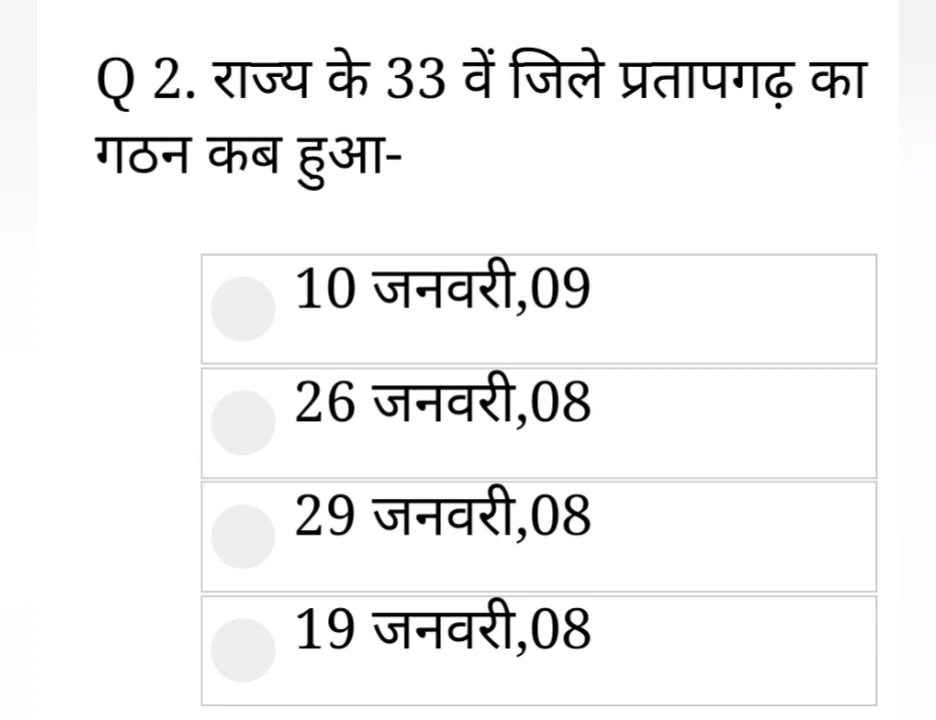 Q 2. राज्य के 33 वें जिले प्रतापगढ़ का
गठन कब हुआ-
10 जनवरी,09
26 जनवरी,08
29 जनवरी,08
19 जनवरी,08